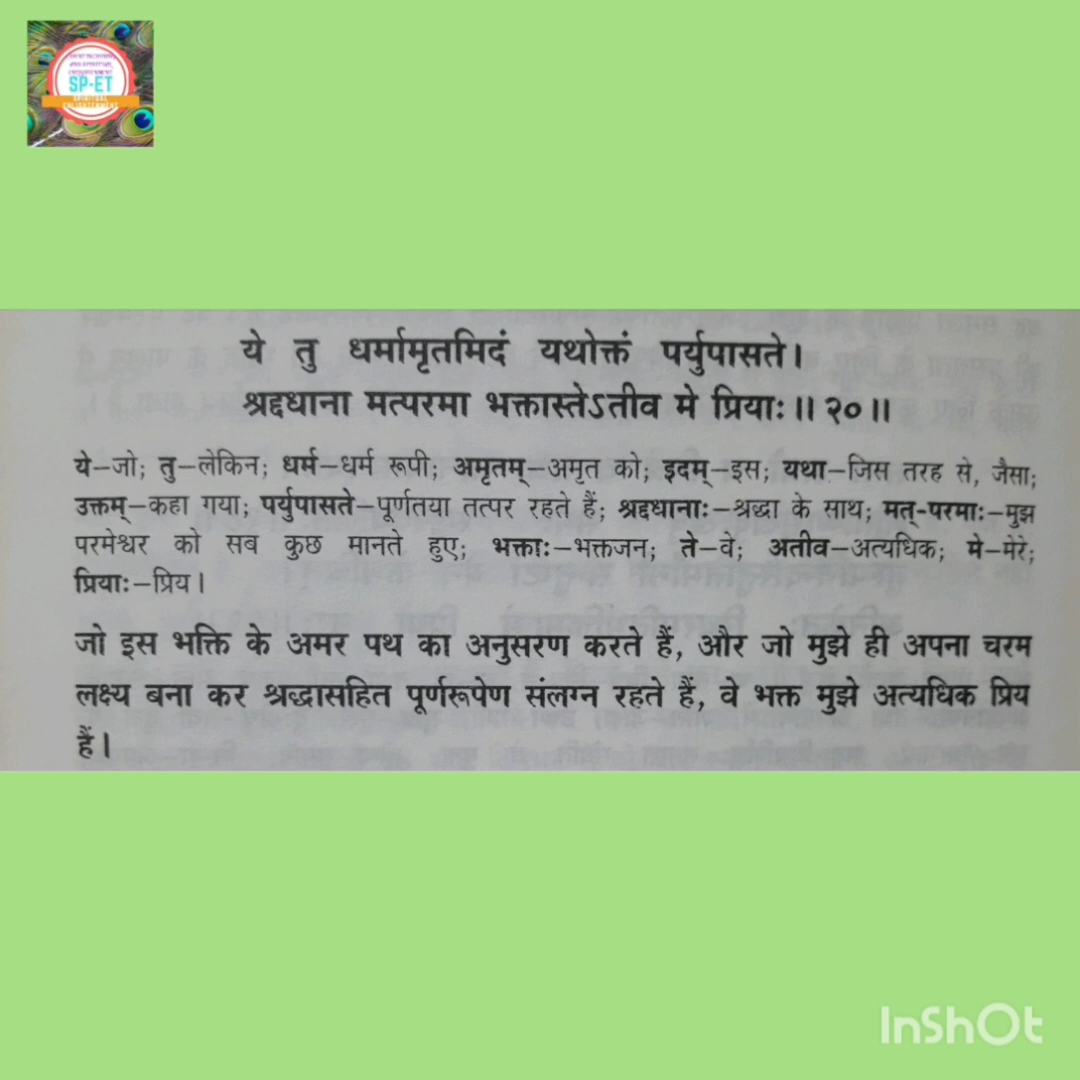 SP-ET
ये तु धर्मामृतमिदं यथोक्तं पर्युपासते।
श्रद्दधाना मत्परमा भक्तास्तेऽतीव मे प्रियाः॥ २०॥
ये–जो; तु–लेकिन; धर्म–धर्म रूपी; अमृतम्–अमृत को; इदम्–इस; यथा–जिस तरह से, जैसा;
उक्तम्–कहा गया; पर्युपासते–पूर्णतया तत्पर रहते हैं; श्रद्दधानाः–श्रद्धा के साथ; मत्-परमाः–मुझ
परमेश्वर को सब कुछ मानते हुए; भक्ताः–भक्तजन; ते–वे; अतीव–अत्यधिक; मे–मेरे;
प्रियाः–प्रिय।
जो इस भक्ति के अमर पथ का अनुसरण करते हैं, और जो मुझे ही अपना चरम
लक्ष्य बना कर श्रद्धासहित पूर्णरूपेण संलग्न रहते हैं, वे भक्त मुझे अत्यधिक प्रिय
हैं।
InShOt